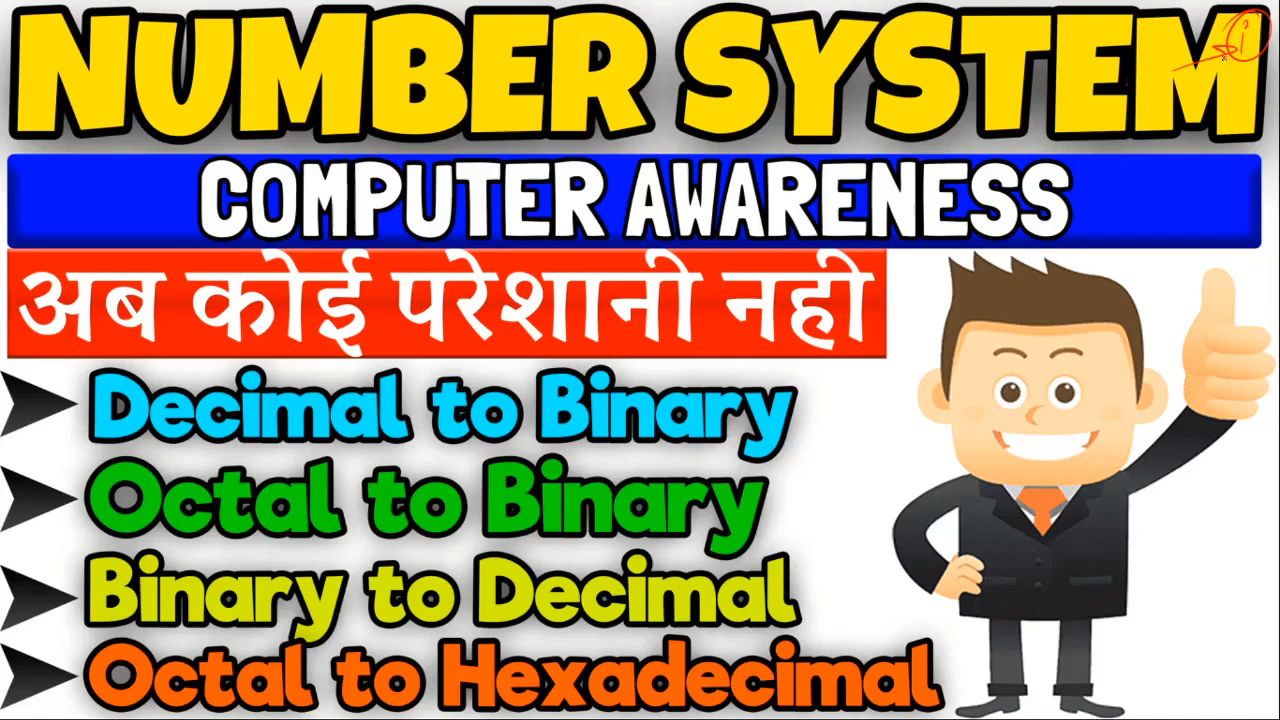 NUMBER SYSTEM
COMPUTER AWARENESS
अब कोई परेशानी नही
Decimal to Binary
Octal to Binary
Binary to Decimal
Octal to Hexadecimal